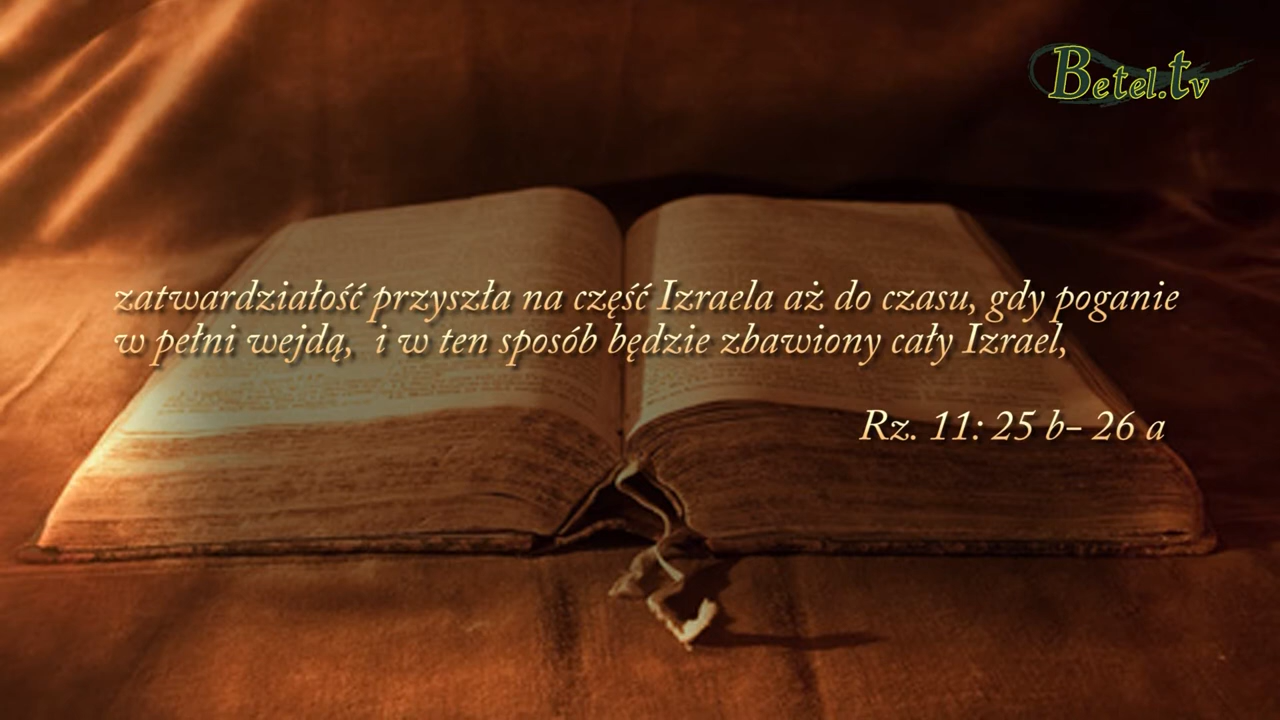 Betel.tv
zatwardziałość przyszła na część Izraela aż do czasu, gdy poganie
w pełni wejdą,  i w ten sposób będzie zbawiony cały Izrael,
Rz. 11: 25 b- 26 a